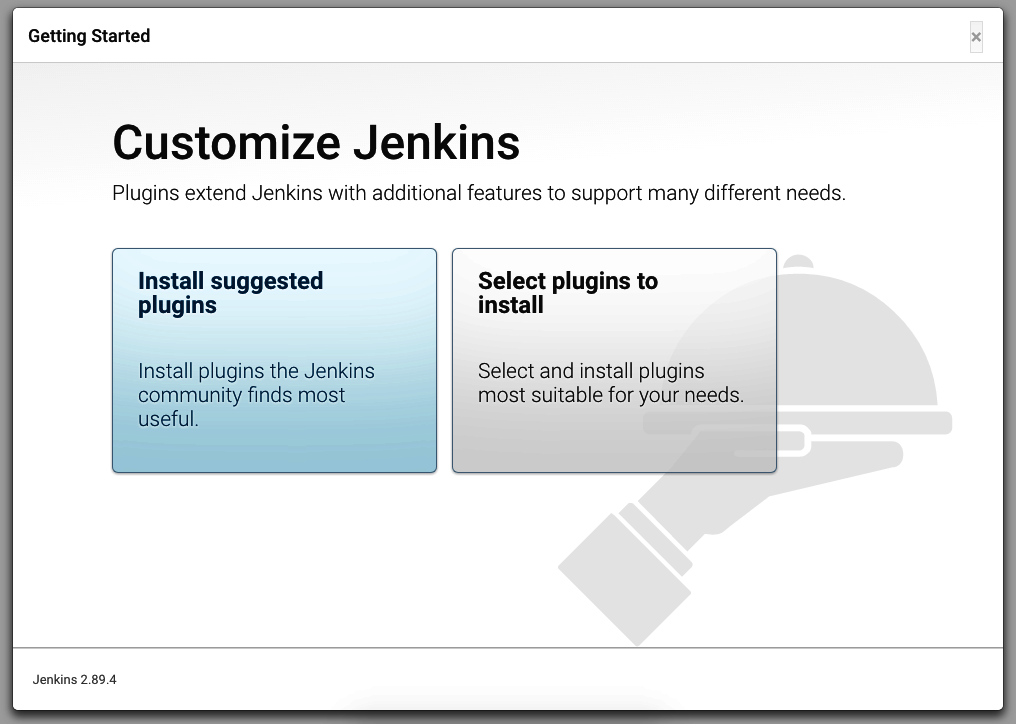 Getting Started
×
Customize Jenkins
Plugins extend Jenkins with additional features to support many different needs.
Install suggested
plugins
Install plugins the Jenkins
community finds most
useful.
Select plugins to
install
Select and install plugins
most suitable for your needs.
Jenkins 2.89.4